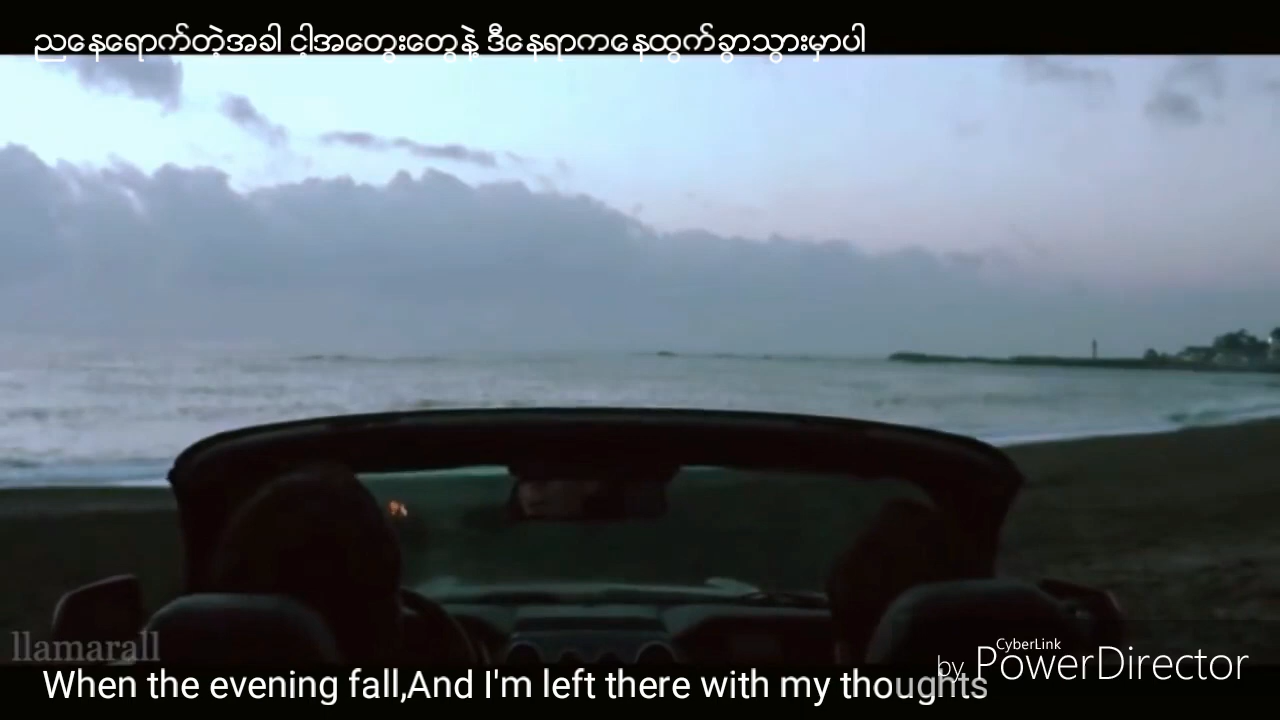 ညနေရောက်တဲ့အခါ ငါ့အတွေးတွေနဲ့ ဒီနေရာကနေထွက်ခွာသွားမှာပါ
llamarall
CyberLink
by PowerDirector
When the evening fall,And I'm left there with my thoughts